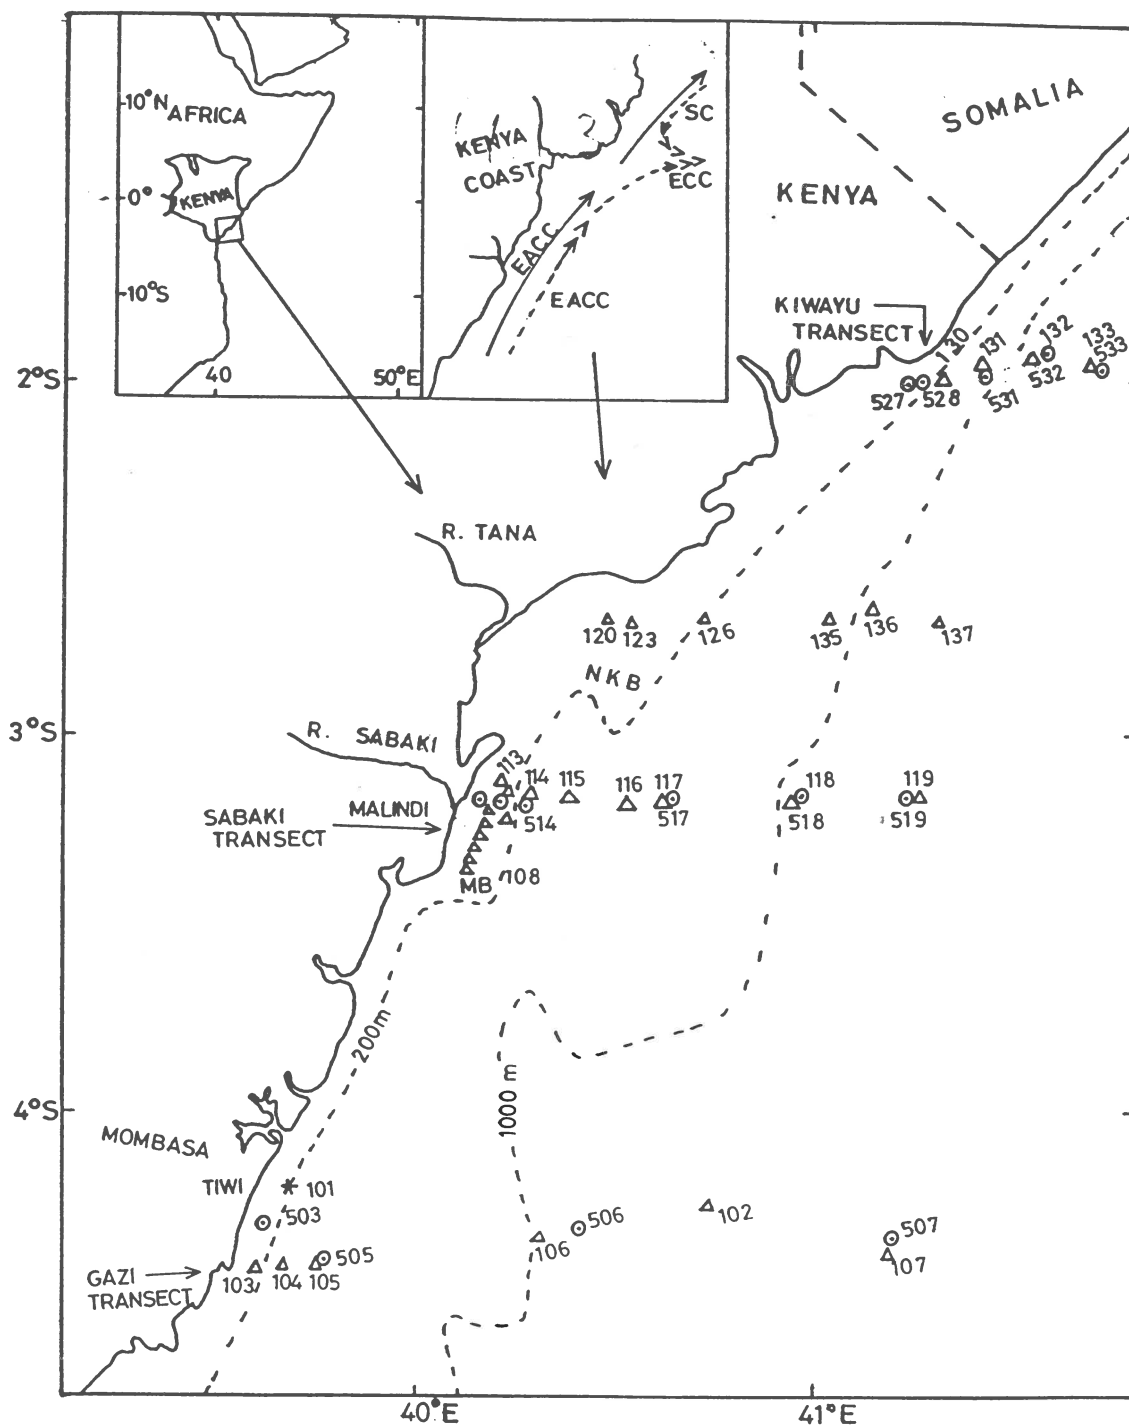 10°N
AFRICA
0°
KENYA
10°S
40
50°E
KENYA
COAST
SC
ECC
EACC
EACC
SOMALIA
KENYA
KIWAYU
TRANSECT
130
131
132
133
527
528
531
532
533
2°S
R. TANA
120
123
126
135
136
137
NKB
3°S
R. SABAKI
113
114
115
116
117
118
119
MALINDI
SABAKI
TRANSECT
514
517
518
519
MB
108
200m
1000 m
4°S
MOMBASA
TIWI
101
503
102
506
507
505
106
107
GAZI
TRANSECT
103
104
105
40°E
41°E